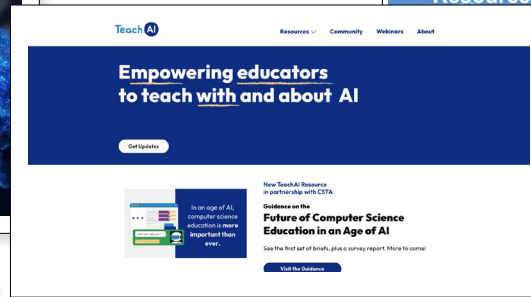 Resources
Teach AI
Resources Community Webinars About
Empowering educators
to teach with and about AI
Get Updates
In an age of AI,
computer science
education is more
important than
ever.
New TeachAI Resource
in partnership with CSTA
Guidance on the
Future of Computer Science
Education in an Age of AI
See the first set of briefs, plus a survey report. More to come!
Visit the Guidance